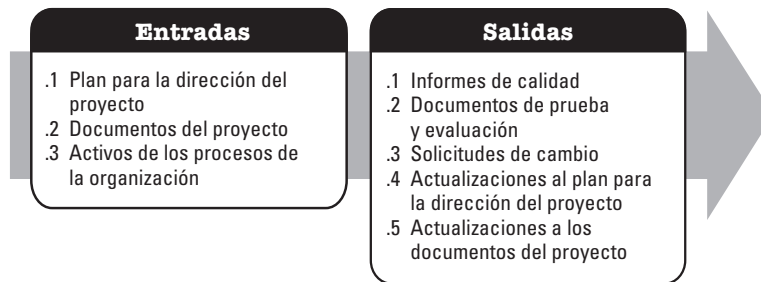 Entradas
.1 Plan para la dirección del
proyecto
.2 Documentos del proyecto
.3 Activos de los procesos de
la organización
Salidas
.1 Informes de calidad
.2 Documentos de prueba
y evaluación
.3 Solicitudes de cambio
.4 Actualizaciones al plan para
la dirección del proyecto
.5 Actualizaciones a los
documentos del proyecto